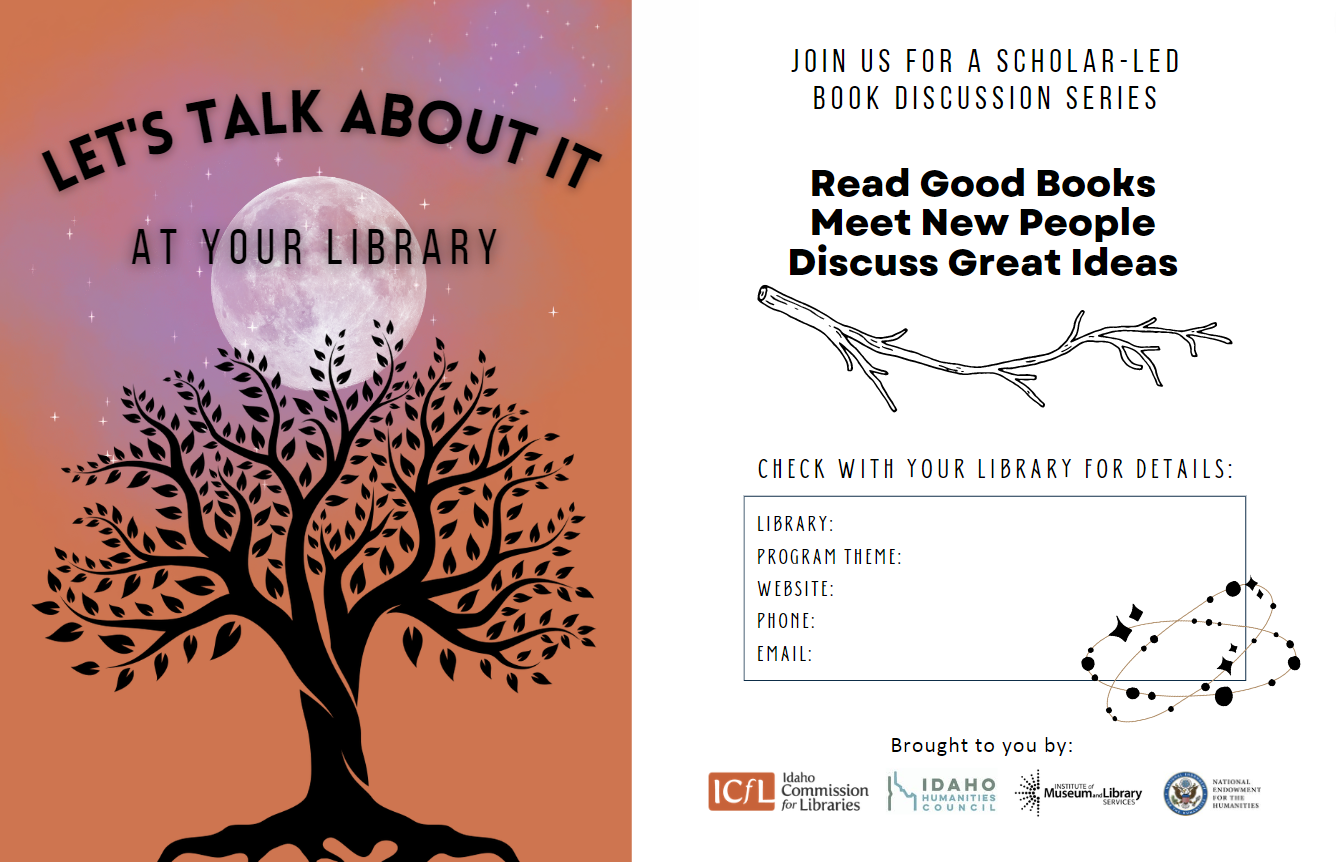 LET'S TALK ABOUT IT
AT YOUR LIBRARY
JOIN US FOR A SCHOLAR-LED
BOOK DISCUSSION SERIES
Read Good Books
Meet New People
Discuss Great Ideas
CHECK WITH YOUR LIBRARY FOR DETAILS:
LIBRARY:
PROGRAM THEME:
WEBSITE:
PHONE:
EMAIL:
Brought to you by:
ICfL
Idaho
Commission
for Libraries
IDAHO
HUMANITIES
COUNCIL
INSTITUTE of
Museum and Library
SERVICES
NATIONAL
ENDOWMENT
FOR THE
HUMANITIES